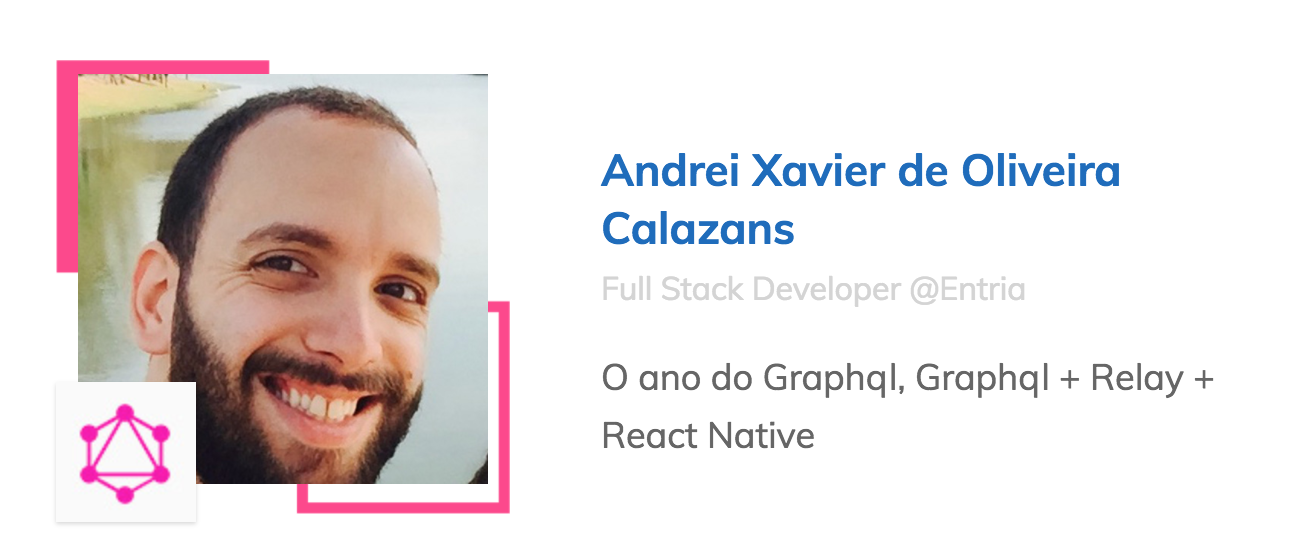 Andrei Xavier de Oliveira
Calazans
Full Stack Developer @Entria
O ano do Graphql, Graphql + Relay +
React Native